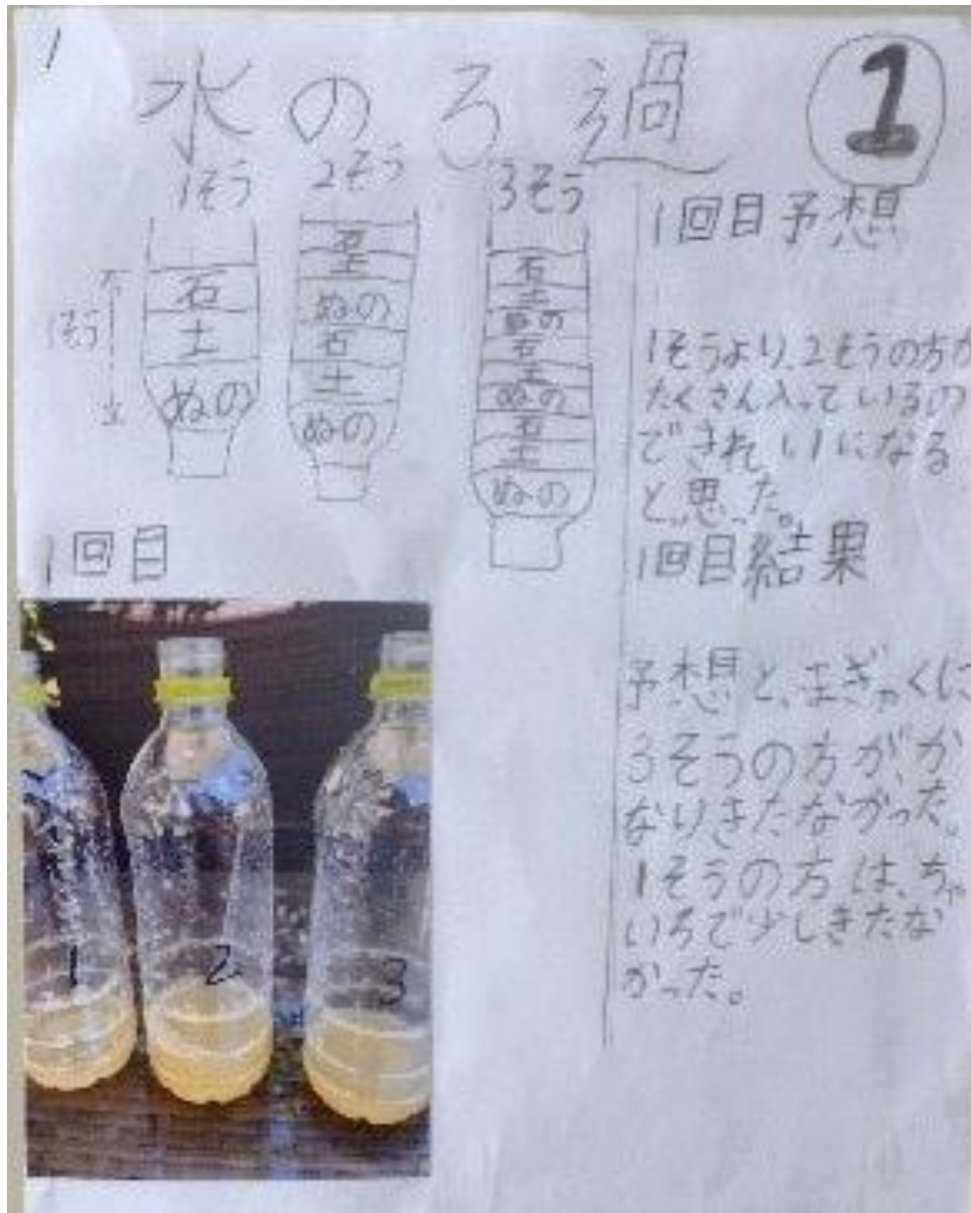 1
水のろ過
1
1そう
2そう
3そう
石
土
ぬの
1そう
石
土
ぬの
石
土
ぬの
石
土
ぬの
石
土
ぬの
石
土
ぬの
1回目
1
2
3
1回目予想
1そうより、2そうの方が
たくさん入っているの
できれいになる
と思った。
1回目結果
予想と、まぎゃくに
3そうの方が、か
なりきたなかった。
1そうの方は、ちゃ
いろで少しきたな
かった。